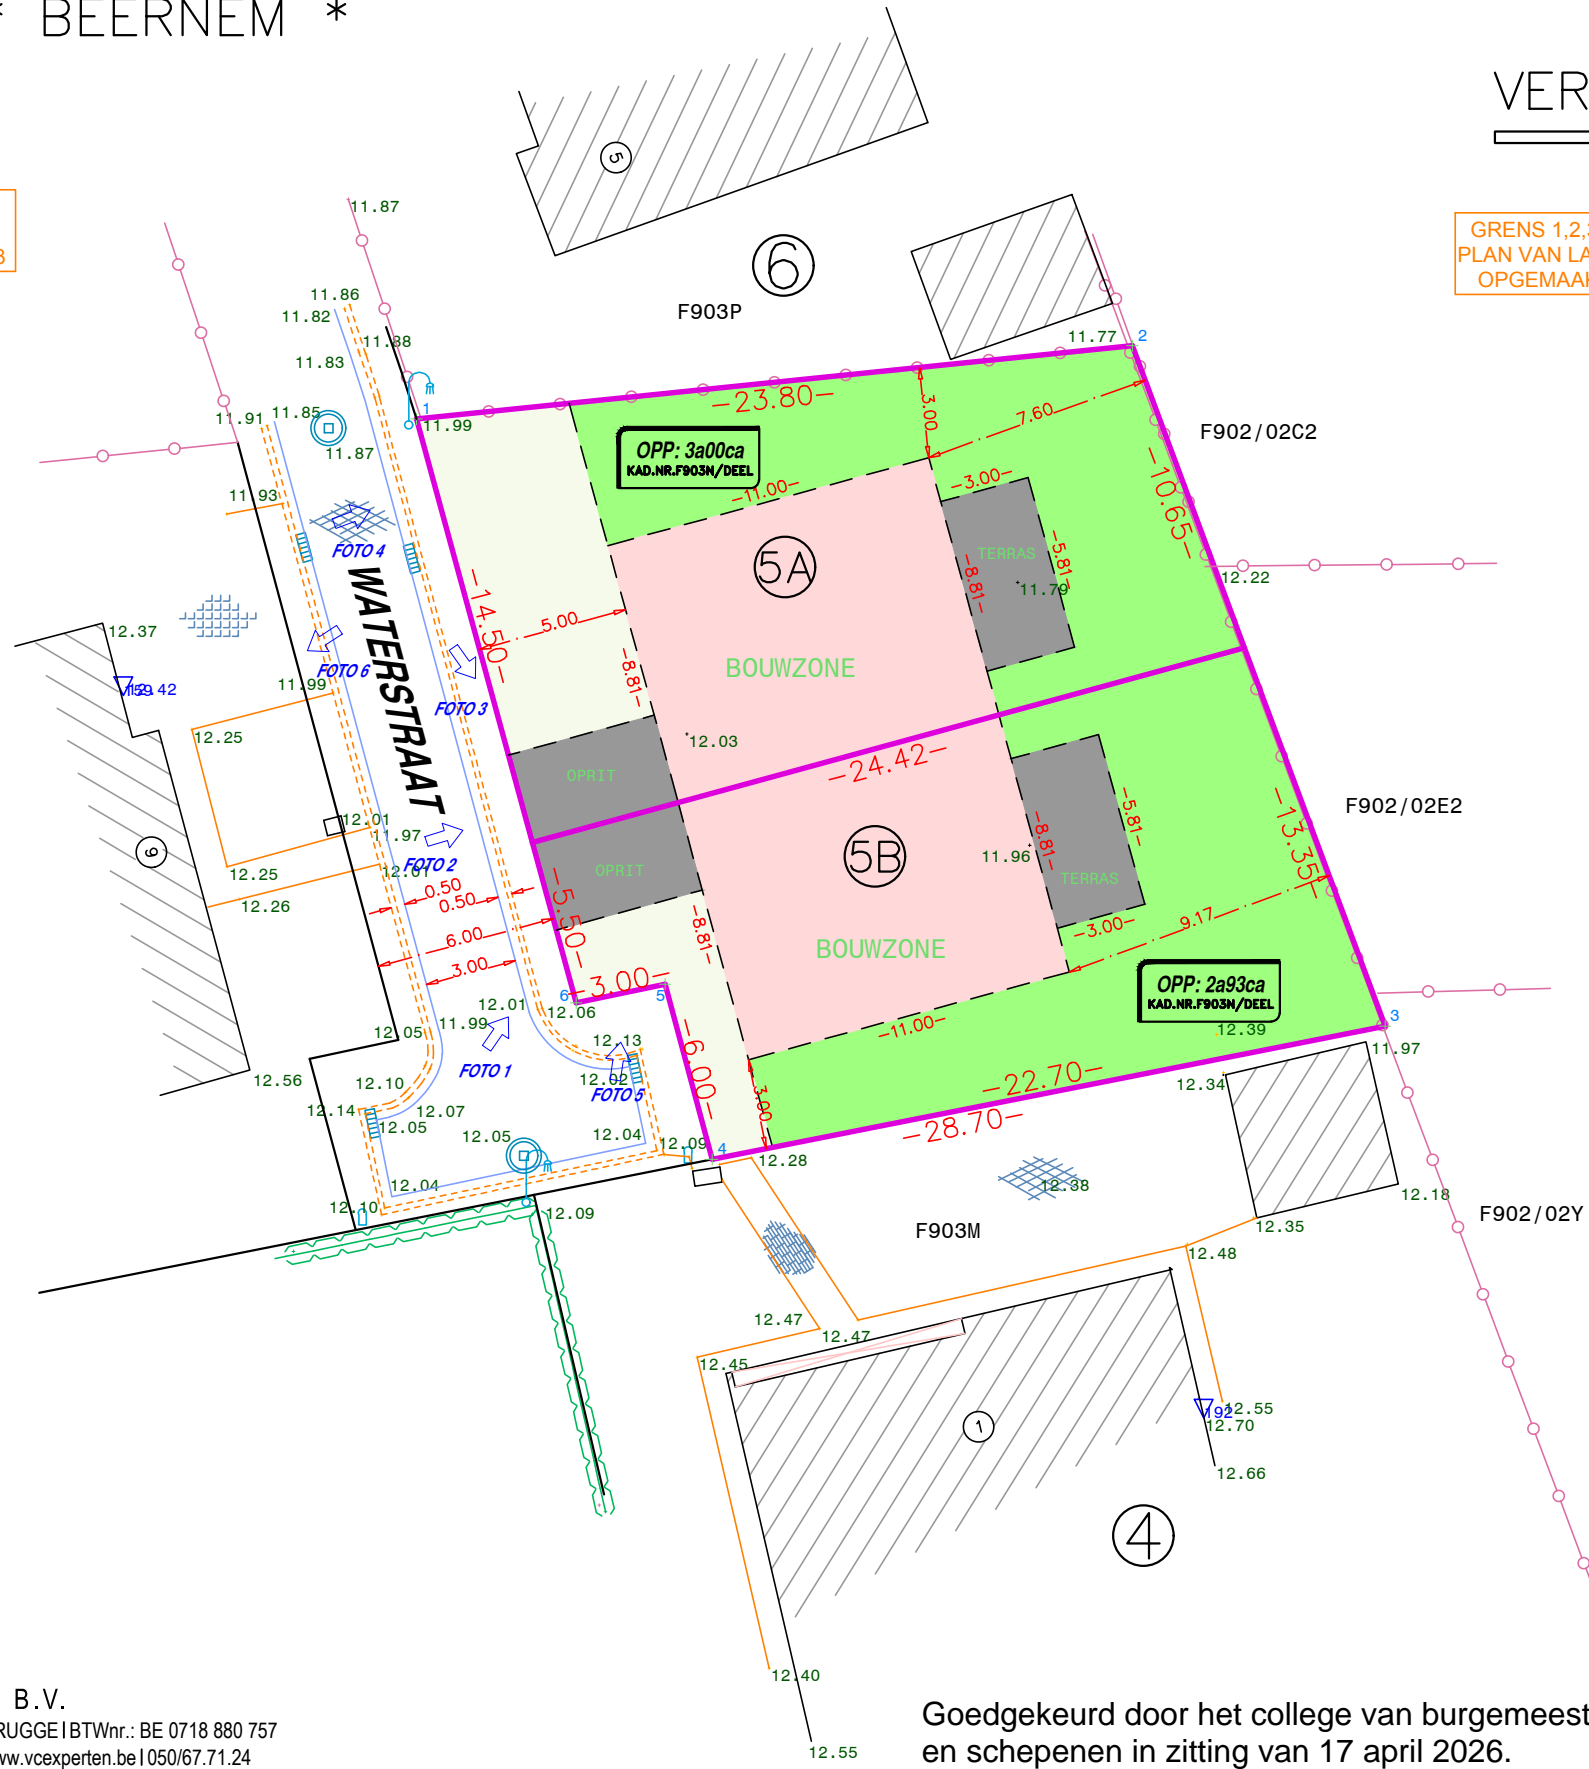 * BEERNEM *
VER
GRENS 1,2,3
PLAN VAN LA
OPGEMAAK
11.87
11.86
11.82
11.88
11.83
11.91
11.85
11.87
11.93
11.99
1
5
6
F903P
11.77
2
-23.80-
3.00
7.60
F902/02C2
OPP: 3a00ca
KAD.NR.F903N/DEEL
-11.00-
-3.00-
-10.65-
5A
TERRAS
-5.81-
-8.81-
11.79
12.22
FOTO 4
WATERSTRAAT
-14.50-
5.00
-8.81-
BOUWZONE
12.37
159
12.42
FOTO 6
11.99
FOTO 3
12.25
12.03
OPRIT
-24.42-
F902/02E2
12.01
11.97
FOTO 2
12.01
9
12.25
12.26
0.50
0.50
6.00
3.00
OPRIT
-5.50-
-8.81-
5B
11.96
-8.81-
-5.81-
TERRAS
-13.35-
BOUWZONE
-3.00-
9.17
OPP: 2a93ca
KAD.NR.F903N/DEEL
12.39
-3.00-
6
5
12.01
12.06
11.99
12.05
12.13
12.02
FOTO 1
FOTO 5
-6.00-
-11.00-
3.00
-22.70-
-28.70-
3
11.97
12.34
12.56
12.10
12.14
12.07
12.05
12.05
12.04
12.09
4
12.28
12.38
12.04
12.10
12.09
12.18
12.35
F902/02Y
F903M
12.48
12.47
12.47
12.45
1
192
12.55
12.70
12.66
4
12.40
12.55
B.V.
RUGGE|BTWnr.: BE 0718 880 757
ww.vcexperten.be|050/67.71.24
Goedgekeurd door het college van burgemeest
en schepenen in zitting van 17 april 2026.